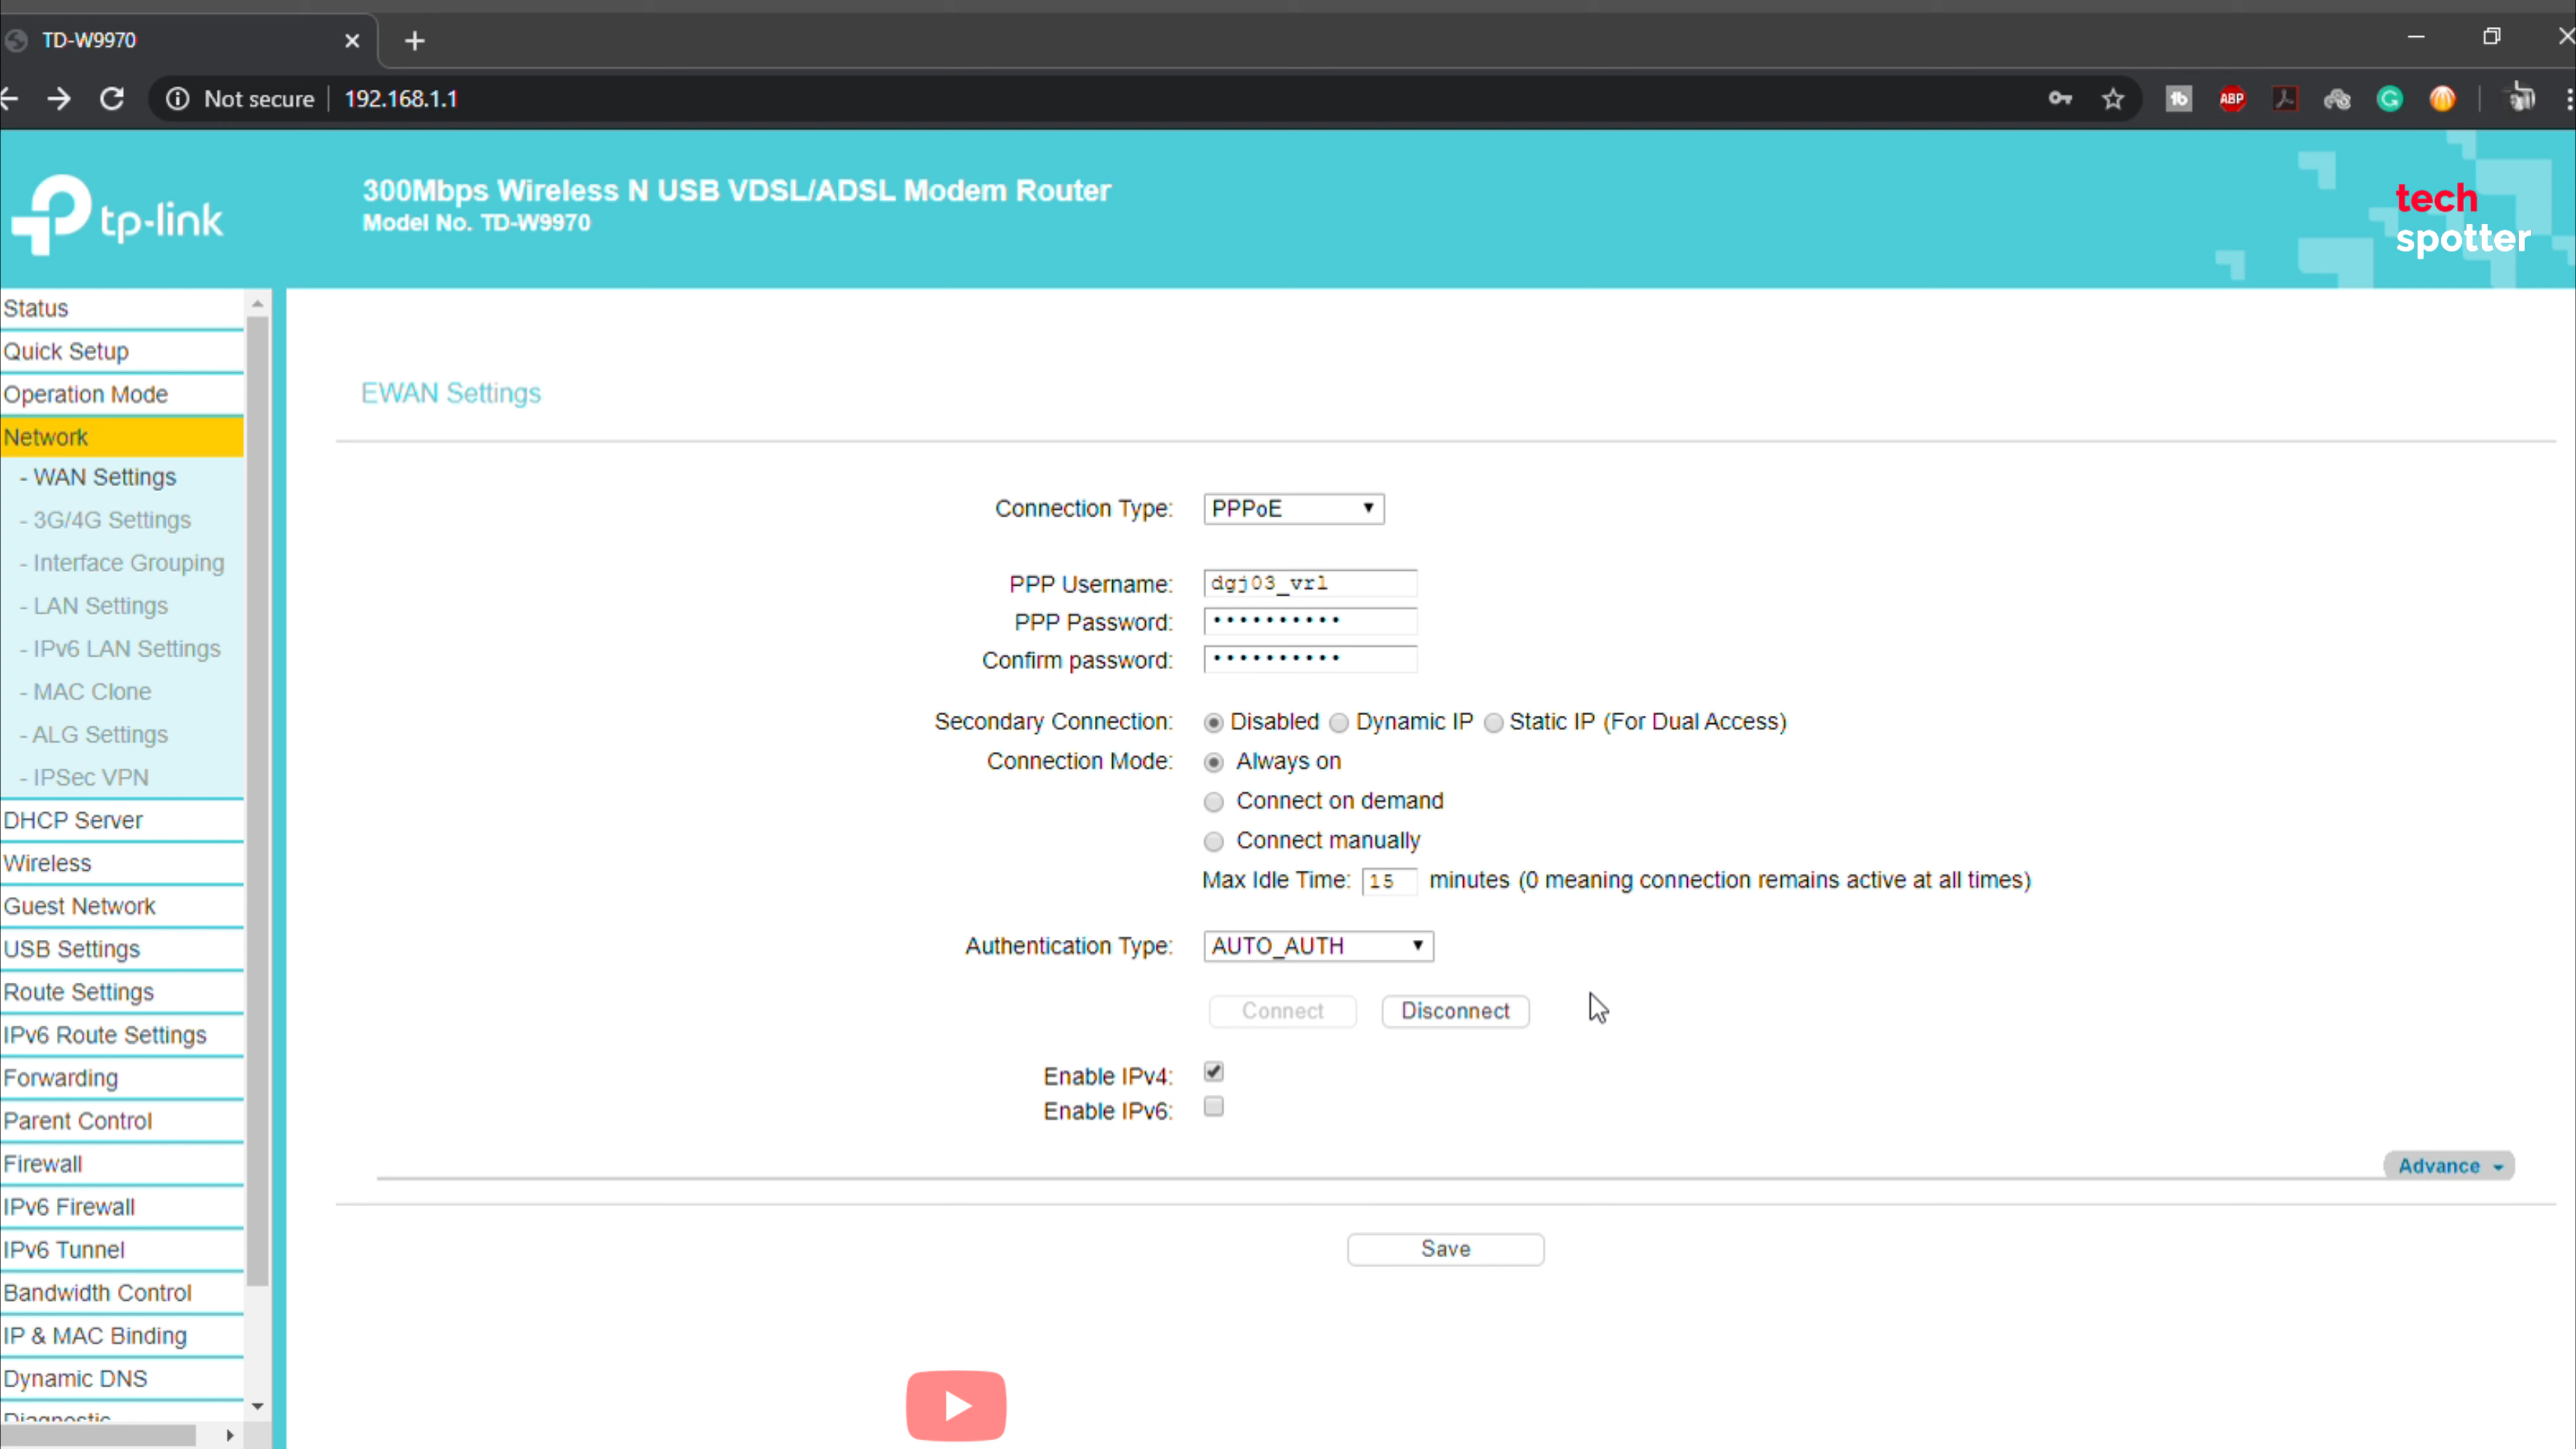 TD-W9970
Not secure
192.168.1.1
tb
ABP
G
tp-link
300Mbps Wireless N USB VDSL/ADSL Modem Router
Model No. TD-W9970
tech
spotter
Status
Quick Setup
Operation Mode
Network
- WAN Settings
- 3G/4G Settings
- Interface Grouping
- LAN Settings
- IPv6 LAN Settings
- MAC Clone
- ALG Settings
- IPSec VPN
DHCP Server
Wireless
Guest Network
USB Settings
Route Settings
IPv6 Route Settings
Forwarding
Parent Control
Firewall
IPv6 Firewall
IPv6 Tunnel
Bandwidth Control
IP & MAC Binding
Dynamic DNS
Diagnostic
EWAN Settings
Connection Type: PPPoE
PPP Username: dgj03_vrl
PPP Password: ••••••••••
Confirm password: ••••••••••
Secondary Connection: Disabled Dynamic IP Static IP (For Dual Access)
Connection Mode: Always on
Connect on demand
Connect manually
Max Idle Time: 15 minutes (0 meaning connection remains active at all times)
Authentication Type: AUTO_AUTH
Connect Disconnect
Enable IPv4:
Enable IPv6:
Advance
Save